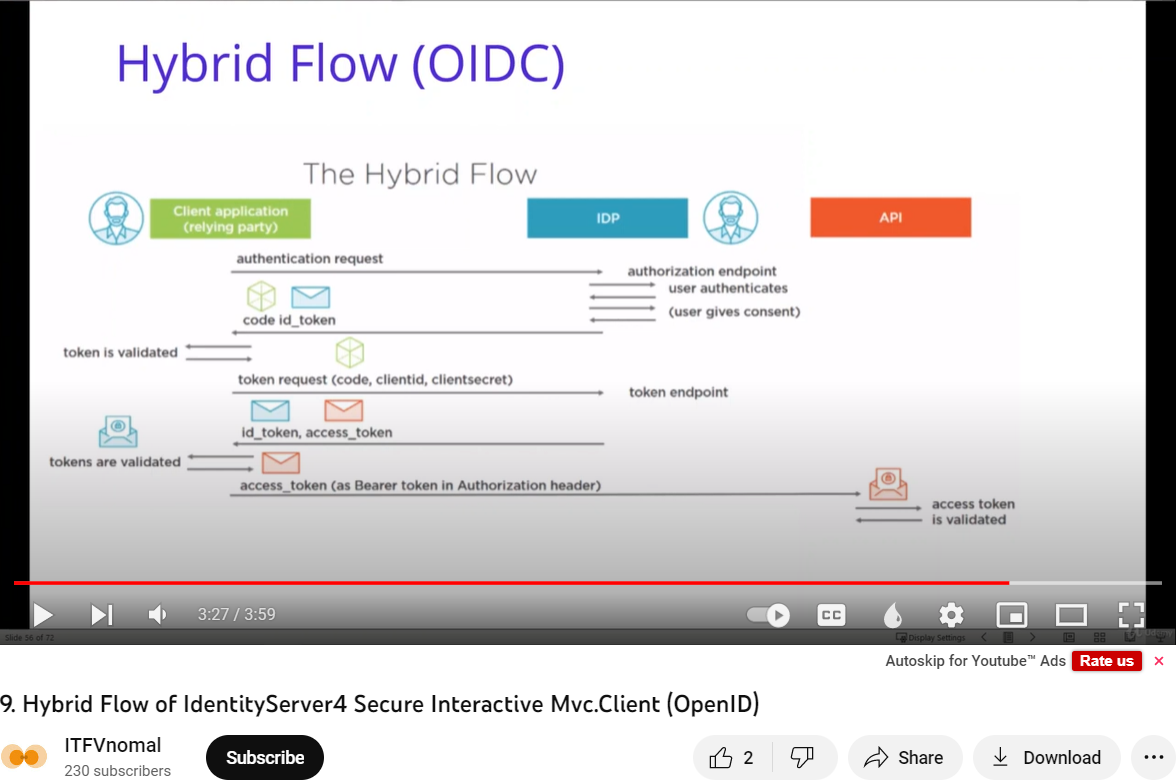 Hybrid Flow (OIDC)
The Hybrid Flow
Client application
(relying party)
IDP
API
authentication request
authorization endpoint
user authenticates
(user gives consent)
code id_token
token is validated
token request (code, clientid, clientsecret)
token endpoint
id_token, access_token
tokens are validated
access_token (as Bearer token in Authorization header)
access token
is validated
3:27 / 3:59
CC
Slide 36 of 72
Display Settings
Autoskip for Youtube™ Ads
Rate us
×
9. Hybrid Flow of IdentityServer4 Secure Interactive Mvc.Client (OpenID)
ITFVnomal
230 subscribers
Subscribe
2
Share
Download